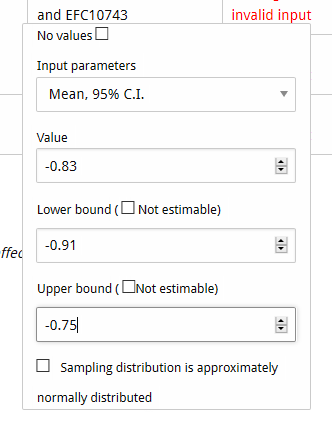 and EFC10743
invalid input
No values
Input parameters
Mean, 95% C.I.
Value
-0.83
Lower bound ( Not estimable)
-0.91
ffec
Upper bound ( Not estimable)
-0.75
Sampling distribution is approximately
normally distributed